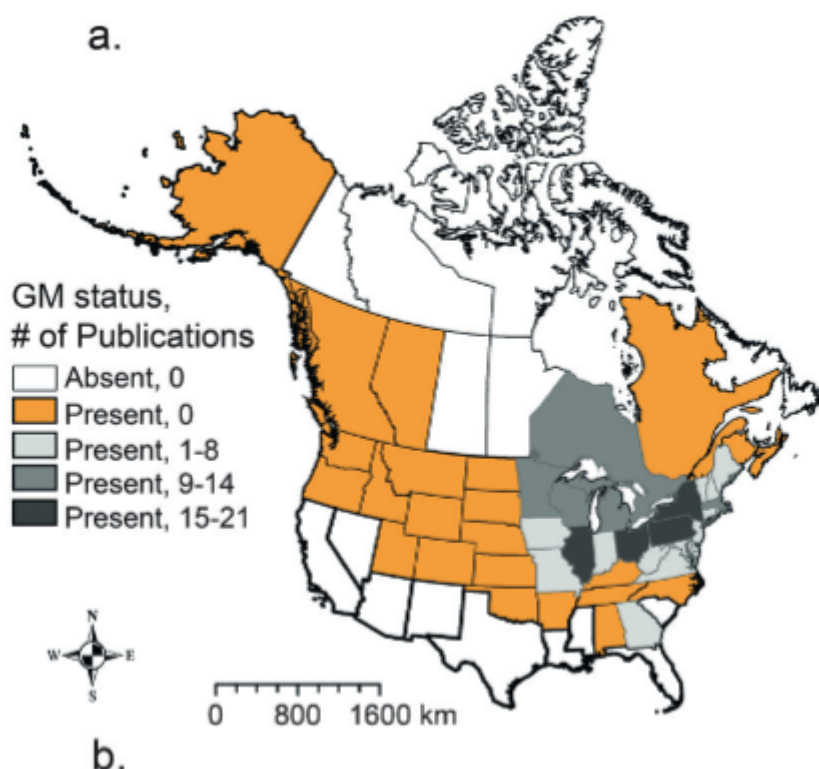 a.
GM status,
# of Publications
Absent, 0
Present, 0
Present, 1-8
Present, 9-14
Present, 15-21
N
W E
S
0 800 1600 km
b.